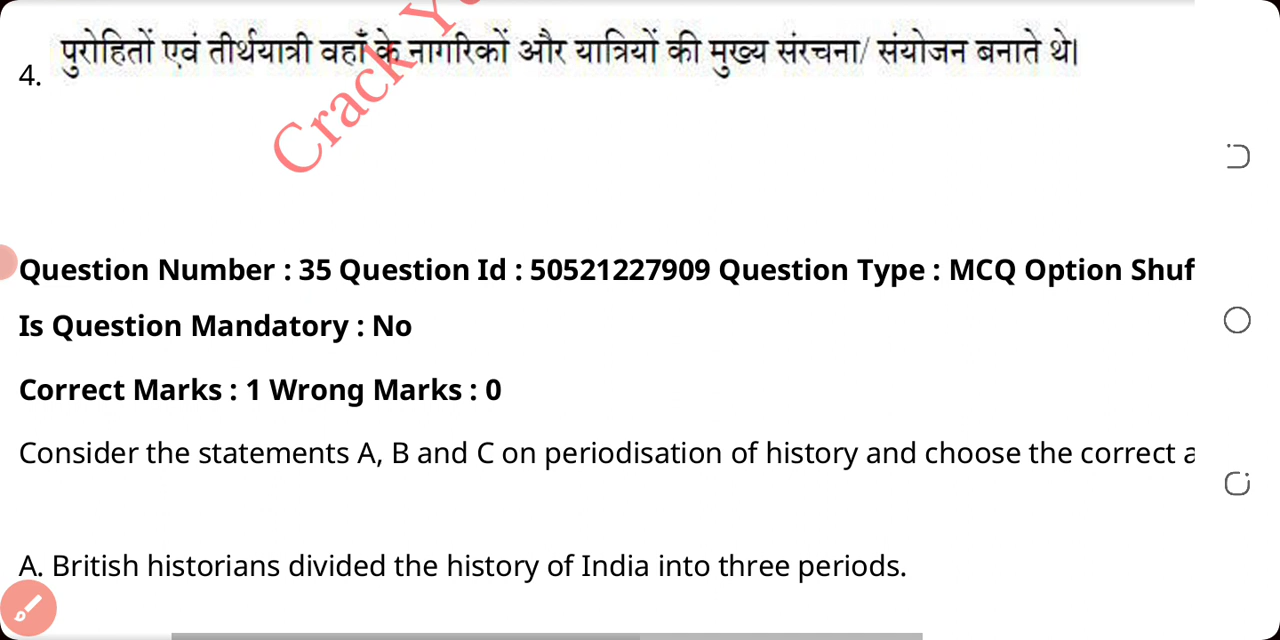 पुरोहितों एवं तीर्थयात्री वहाँ के नागरिकों और यात्रियों की मुख्य संरचना/ संयोजन बनाते थे।
4.
Crack Y
Question Number : 35 Question Id : 50521227909 Question Type : MCQ Option Shuf
Is Question Mandatory : No
Correct Marks : 1 Wrong Marks : 0
Consider the statements A, B and C on periodisation of history and choose the correct a
A. British historians divided the history of India into three periods.